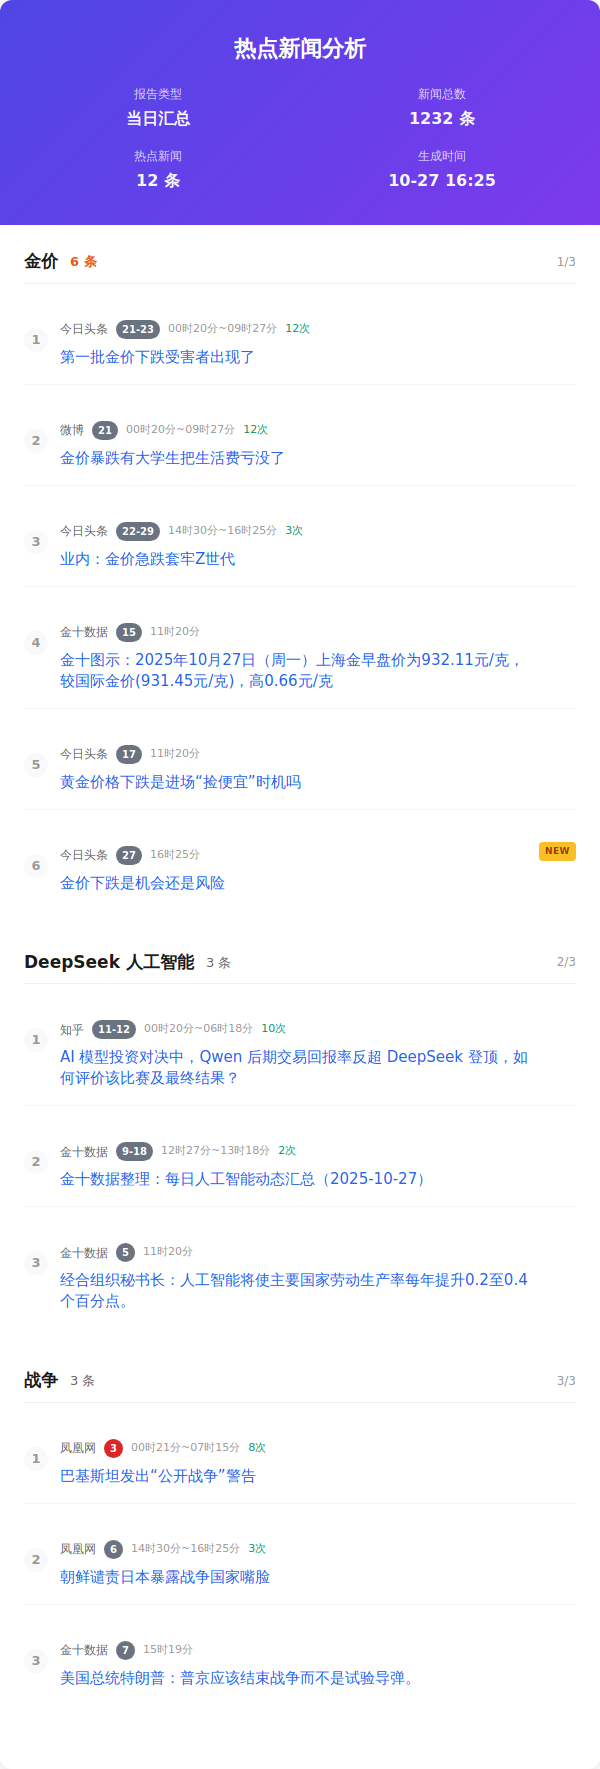 热点新闻分析
报告类型
新闻总数
当日汇总
1232 条
热点新闻
生成时间
12 条
10-27 16:25
金价 6 条 1/3
1 今日头条 21-23 00时20分~09时27分 12次
第一批金价下跌受害者出现了
2 微博 21 00时20分~09时27分 12次
金价暴跌有大学生把生活费亏没了
3 今日头条 22-29 14时30分~16时25分 3次
业内：金价急跌套牢Z世代
4 金十数据 15 11时20分
金十图示：2025年10月27日（周一）上海金早盘价为932.11元/克，
较国际金价(931.45元/克)，高0.66元/克
5 今日头条 17 11时20分
黄金价格下跌是进场“捡便宜”时机吗
6 今日头条 27 16时25分 NEW
金价下跌是机会还是风险
DeepSeek 人工智能 3 条 2/3
1 知乎 11-12 00时20分~06时18分 10次
AI 模型投资对决中，Qwen 后期交易回报率反超 DeepSeek 登顶，如
何评价该比赛及最终结果？
2 金十数据 9-18 12时27分~13时18分 2次
金十数据整理：每日人工智能动态汇总（2025-10-27）
3 金十数据 5 11时20分
经合组织秘书长：人工智能将使主要国家劳动生产率每年提升0.2至0.4
个百分点。
战争 3 条 3/3
1 凤凰网 3 00时21分~07时15分 8次
巴基斯坦发出“公开战争”警告
2 凤凰网 6 14时30分~16时25分 3次
朝鲜谴责日本暴露战争国家嘴脸
3 金十数据 7 15时19分
美国总统特朗普：普京应该结束战争而不是试验导弹。